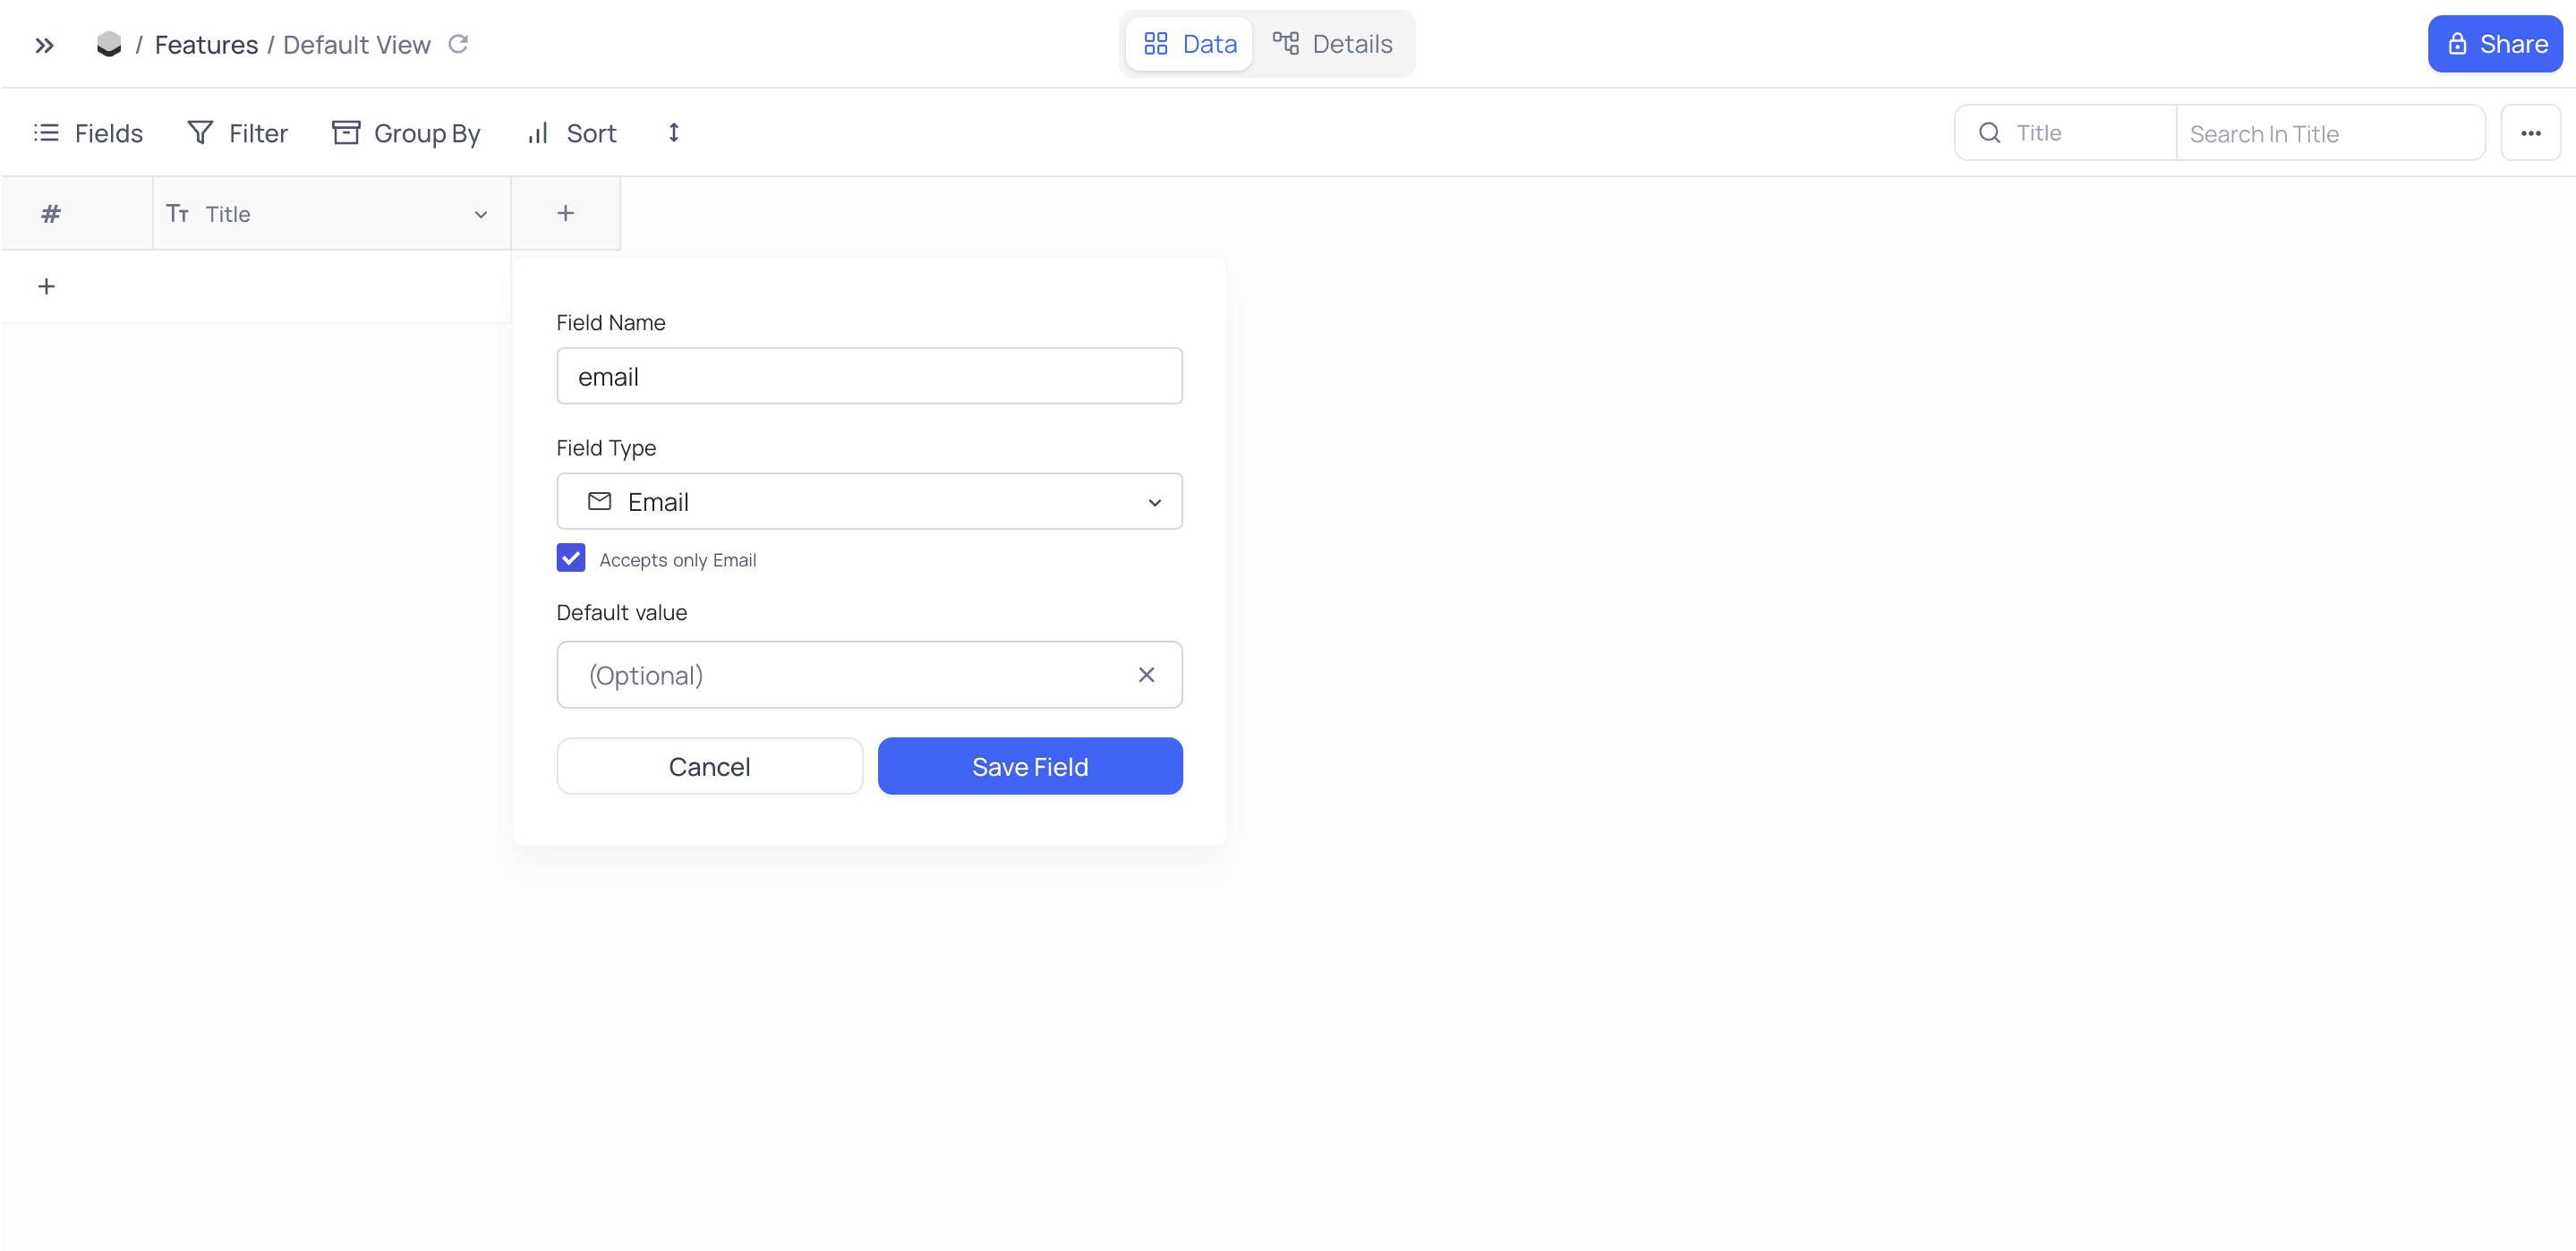 / Features / Default View
Data
Details
Share
Fields
Filter
Group By
Sort
Title
Search In Title
#
Tт Title
+
+
Field Name
email
Field Type
Email
Accepts only Email
Default value
(Optional)
Cancel
Save Field